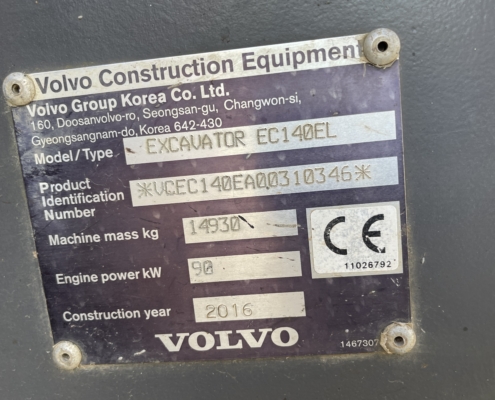 Volvo Construction Equipment
Volvo Group Korea Co. Ltd.
160, Doosanvolvo-ro, Seongsan-gu, Changwon-si,
Gyeongsangnam-do, Korea 642-430
Model/Type EXCAVATOR EC140EL
Product
Identification
Number
*VCEC140EA00310346*
Machine mass kg 14930
Engine power kW 90
CE
11026792
Construction year 2016
VOLVO